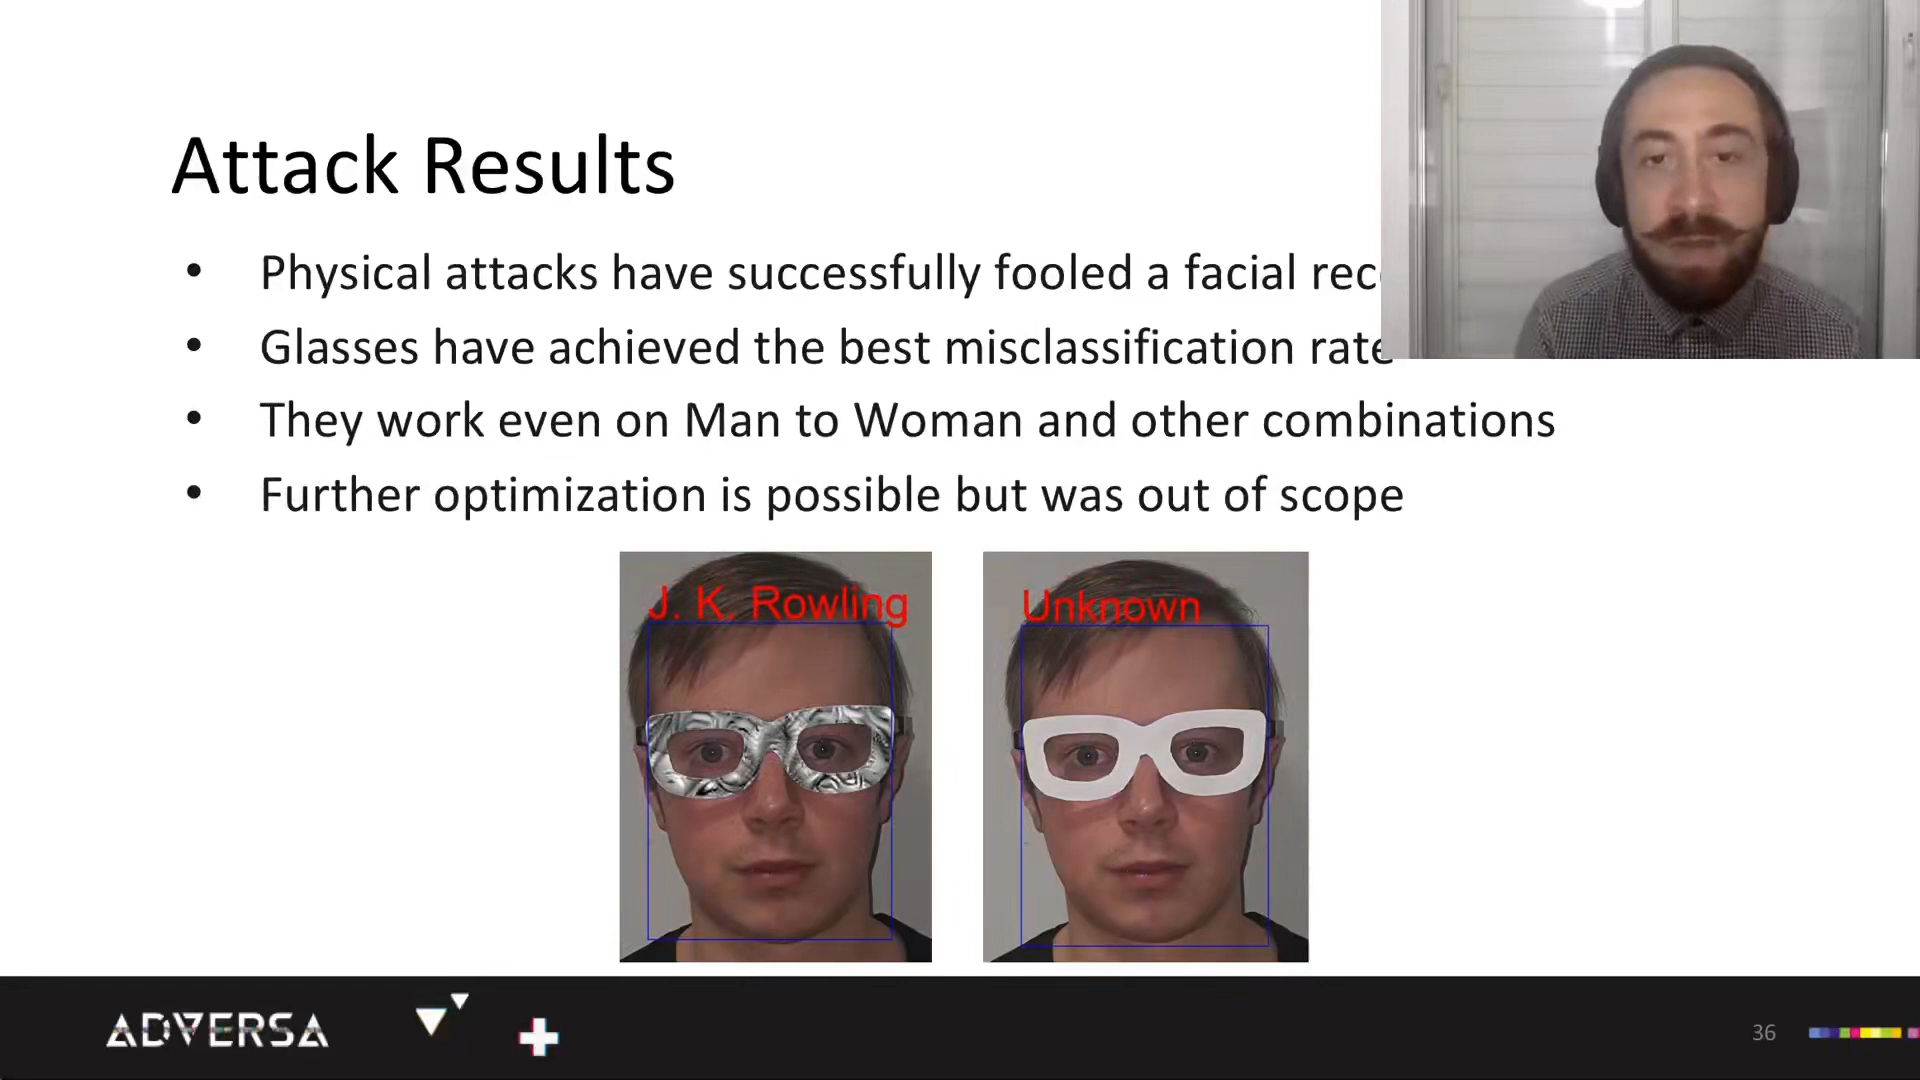 Attack Results
• Physical attacks have successfully fooled a facial
• Glasses have achieved the best misclassification rate
• They work even on Man to Woman and other combinations
• Further optimization is possible but was out of scope
J. K. Rowling
Unknown
ADVERSA
36